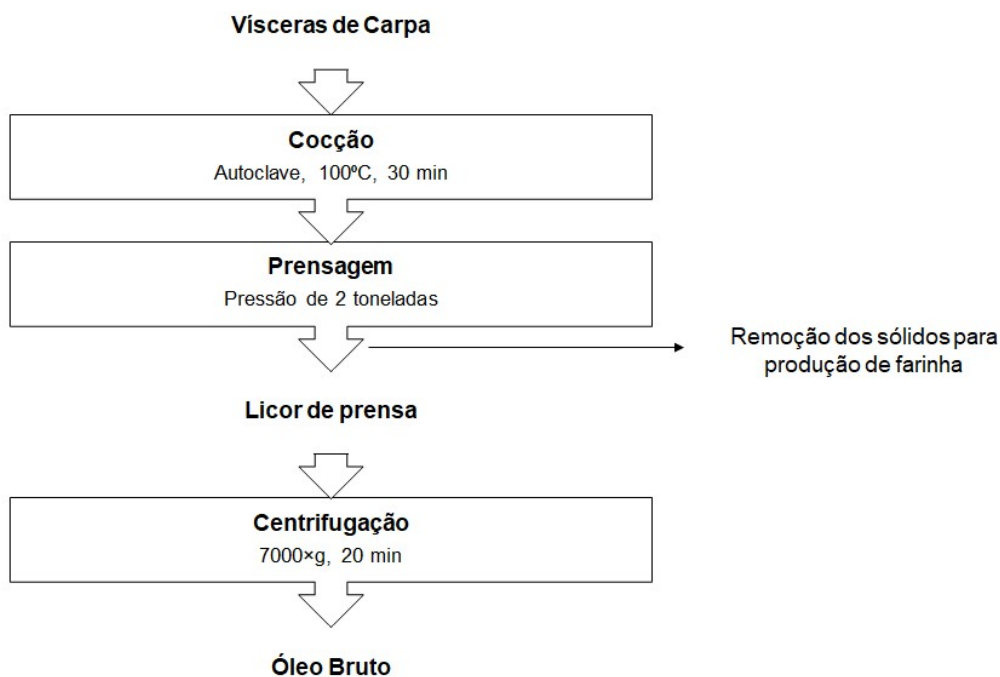 Vísceras de Carpa
Cocção
Autoclave, 100ºC, 30 min
Prensagem
Pressão de 2 toneladas
Remoção dos sólidos para
produção de farinha
Licor de prensa
Centrifugação
7000×g, 20 min
Óleo Bruto